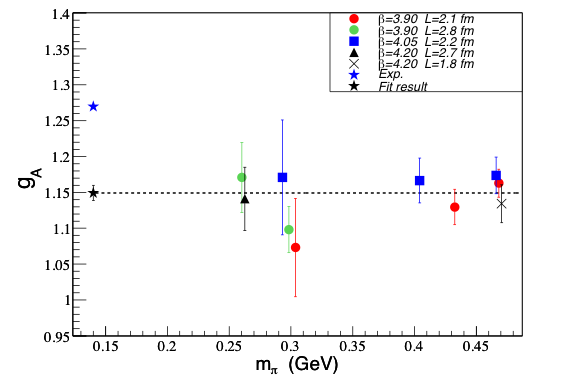 1.4
1.35
1.3
1.25
1.2
1.15
1.1
1.05
1
0.95
g_A
β=3.90 L=2.1 fm
β=3.90 L=2.8 fm
β=4.05 L=2.2 fm
β=4.20 L=2.7 fm
β=4.20 L=1.8 fm
Exp.
Fit result
0.15 0.2 0.25 0.3 0.35 0.4 0.45
m_π (GeV)